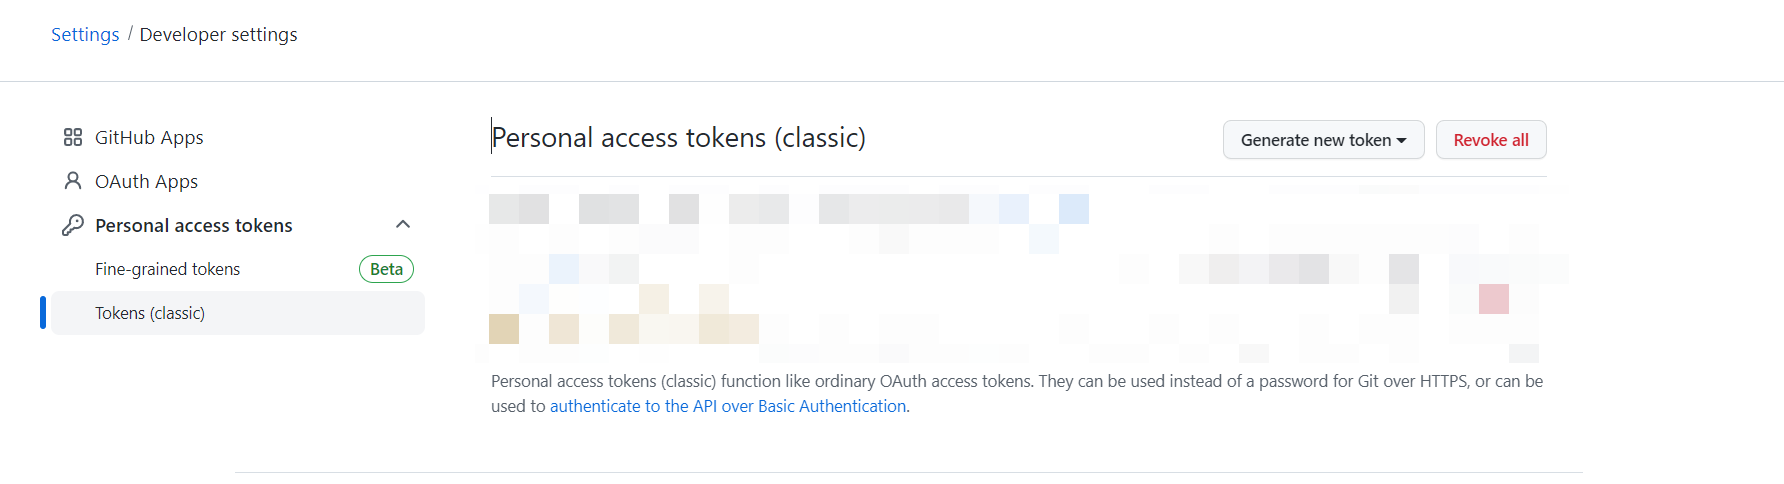 Settings / Developer settings
GitHub Apps
OAuth Apps
Personal access tokens
Fine-grained tokens Beta
Tokens (classic)
Personal access tokens (classic)
Generate new token
Revoke all
Personal access tokens (classic) function like ordinary OAuth access tokens. They can be used instead of a password for Git over HTTPS, or can be
used to authenticate to the API over Basic Authentication.